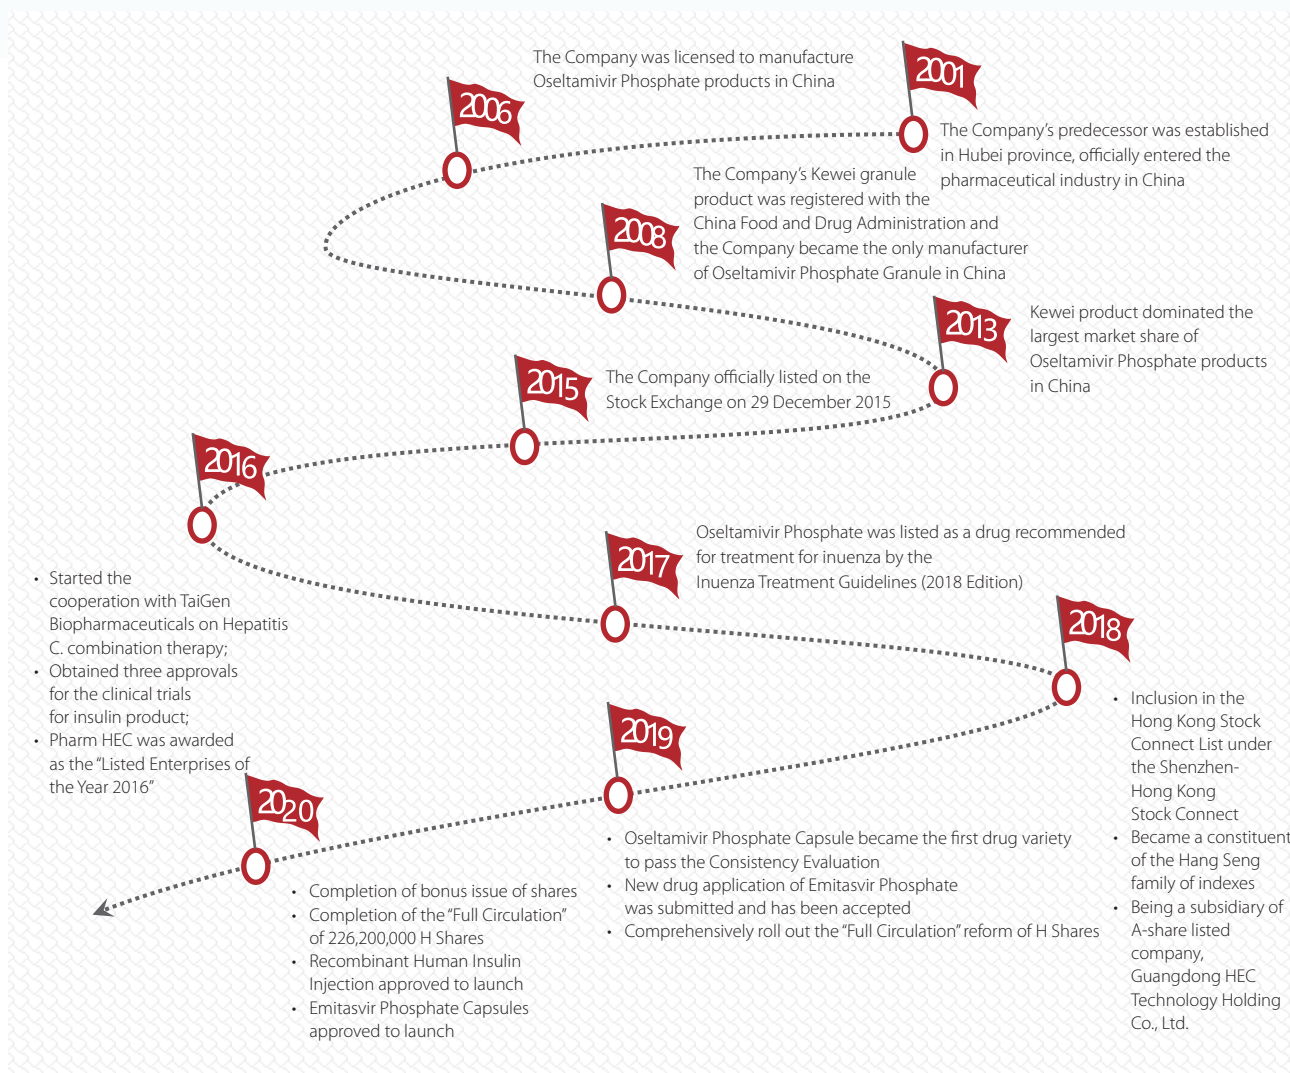 2001
The Company's predecessor was established
in Hubei province, officially entered the
pharmaceutical industry in China
2006
The Company was licensed to manufacture
Oseltamivir Phosphate products in China
2008
The Company's Kewei granule
product was registered with the
China Food and Drug Administration and
the Company became the only manufacturer
of Oseltamivir Phosphate Granule in China
2013
Kewei product dominated the
largest market share of
Oseltamivir Phosphate products
in China
2015
The Company officially listed on the
Stock Exchange on 29 December 2015
2016
• Started the
cooperation with TaiGen
Biopharmaceuticals on Hepatitis
C. combination therapy;
• Obtained three approvals
for the clinical trials
for insulin product;
• Pharm HEC was awarded
as the “Listed Enterprises of
the Year 2016”
2017
Oseltamivir Phosphate was listed as a drug recommended
for treatment for inuenza by the
Inuenza Treatment Guidelines (2018 Edition)
2018
• Inclusion in the
Hong Kong Stock
Connect List under
the Shenzhen-
Hong Kong
Stock Connect
• Became a constituent
of the Hang Seng
family of indexes
• Being a subsidiary of
A-share listed
company,
Guangdong HEC
Technology Holding
Co., Ltd.
2019
• Oseltamivir Phosphate Capsule became the first drug variety
to pass the Consistency Evaluation
• New drug application of Emitasvir Phosphate
was submitted and has been accepted
• Comprehensively roll out the “Full Circulation” reform of H Shares
2020
• Completion of bonus issue of shares
• Completion of the “Full Circulation”
of 226,200,000 H Shares
• Recombinant Human Insulin
Injection approved to launch
• Emitasvir Phosphate Capsules
approved to launch